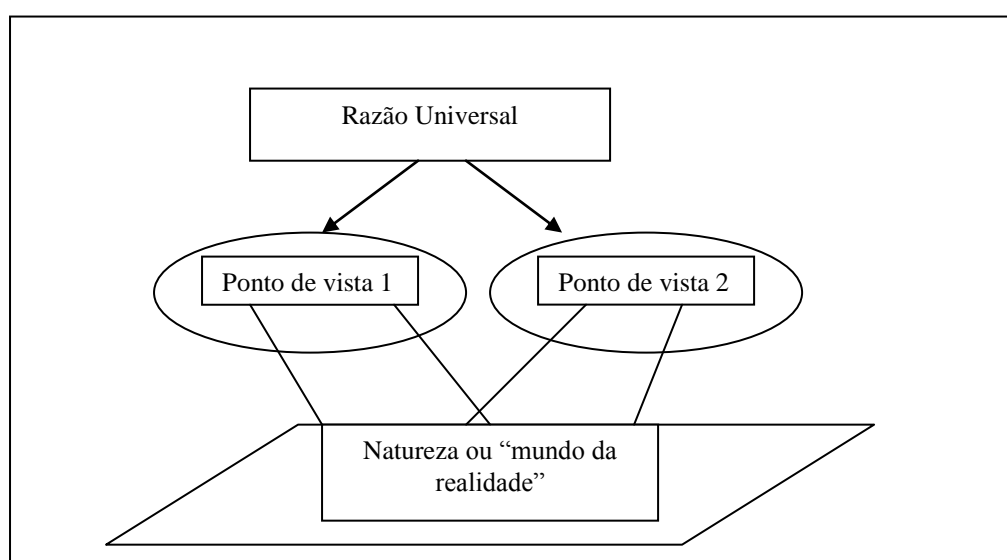 Razão Universal
Ponto de vista 1
Ponto de vista 2
Natureza ou “mundo da
realidade”